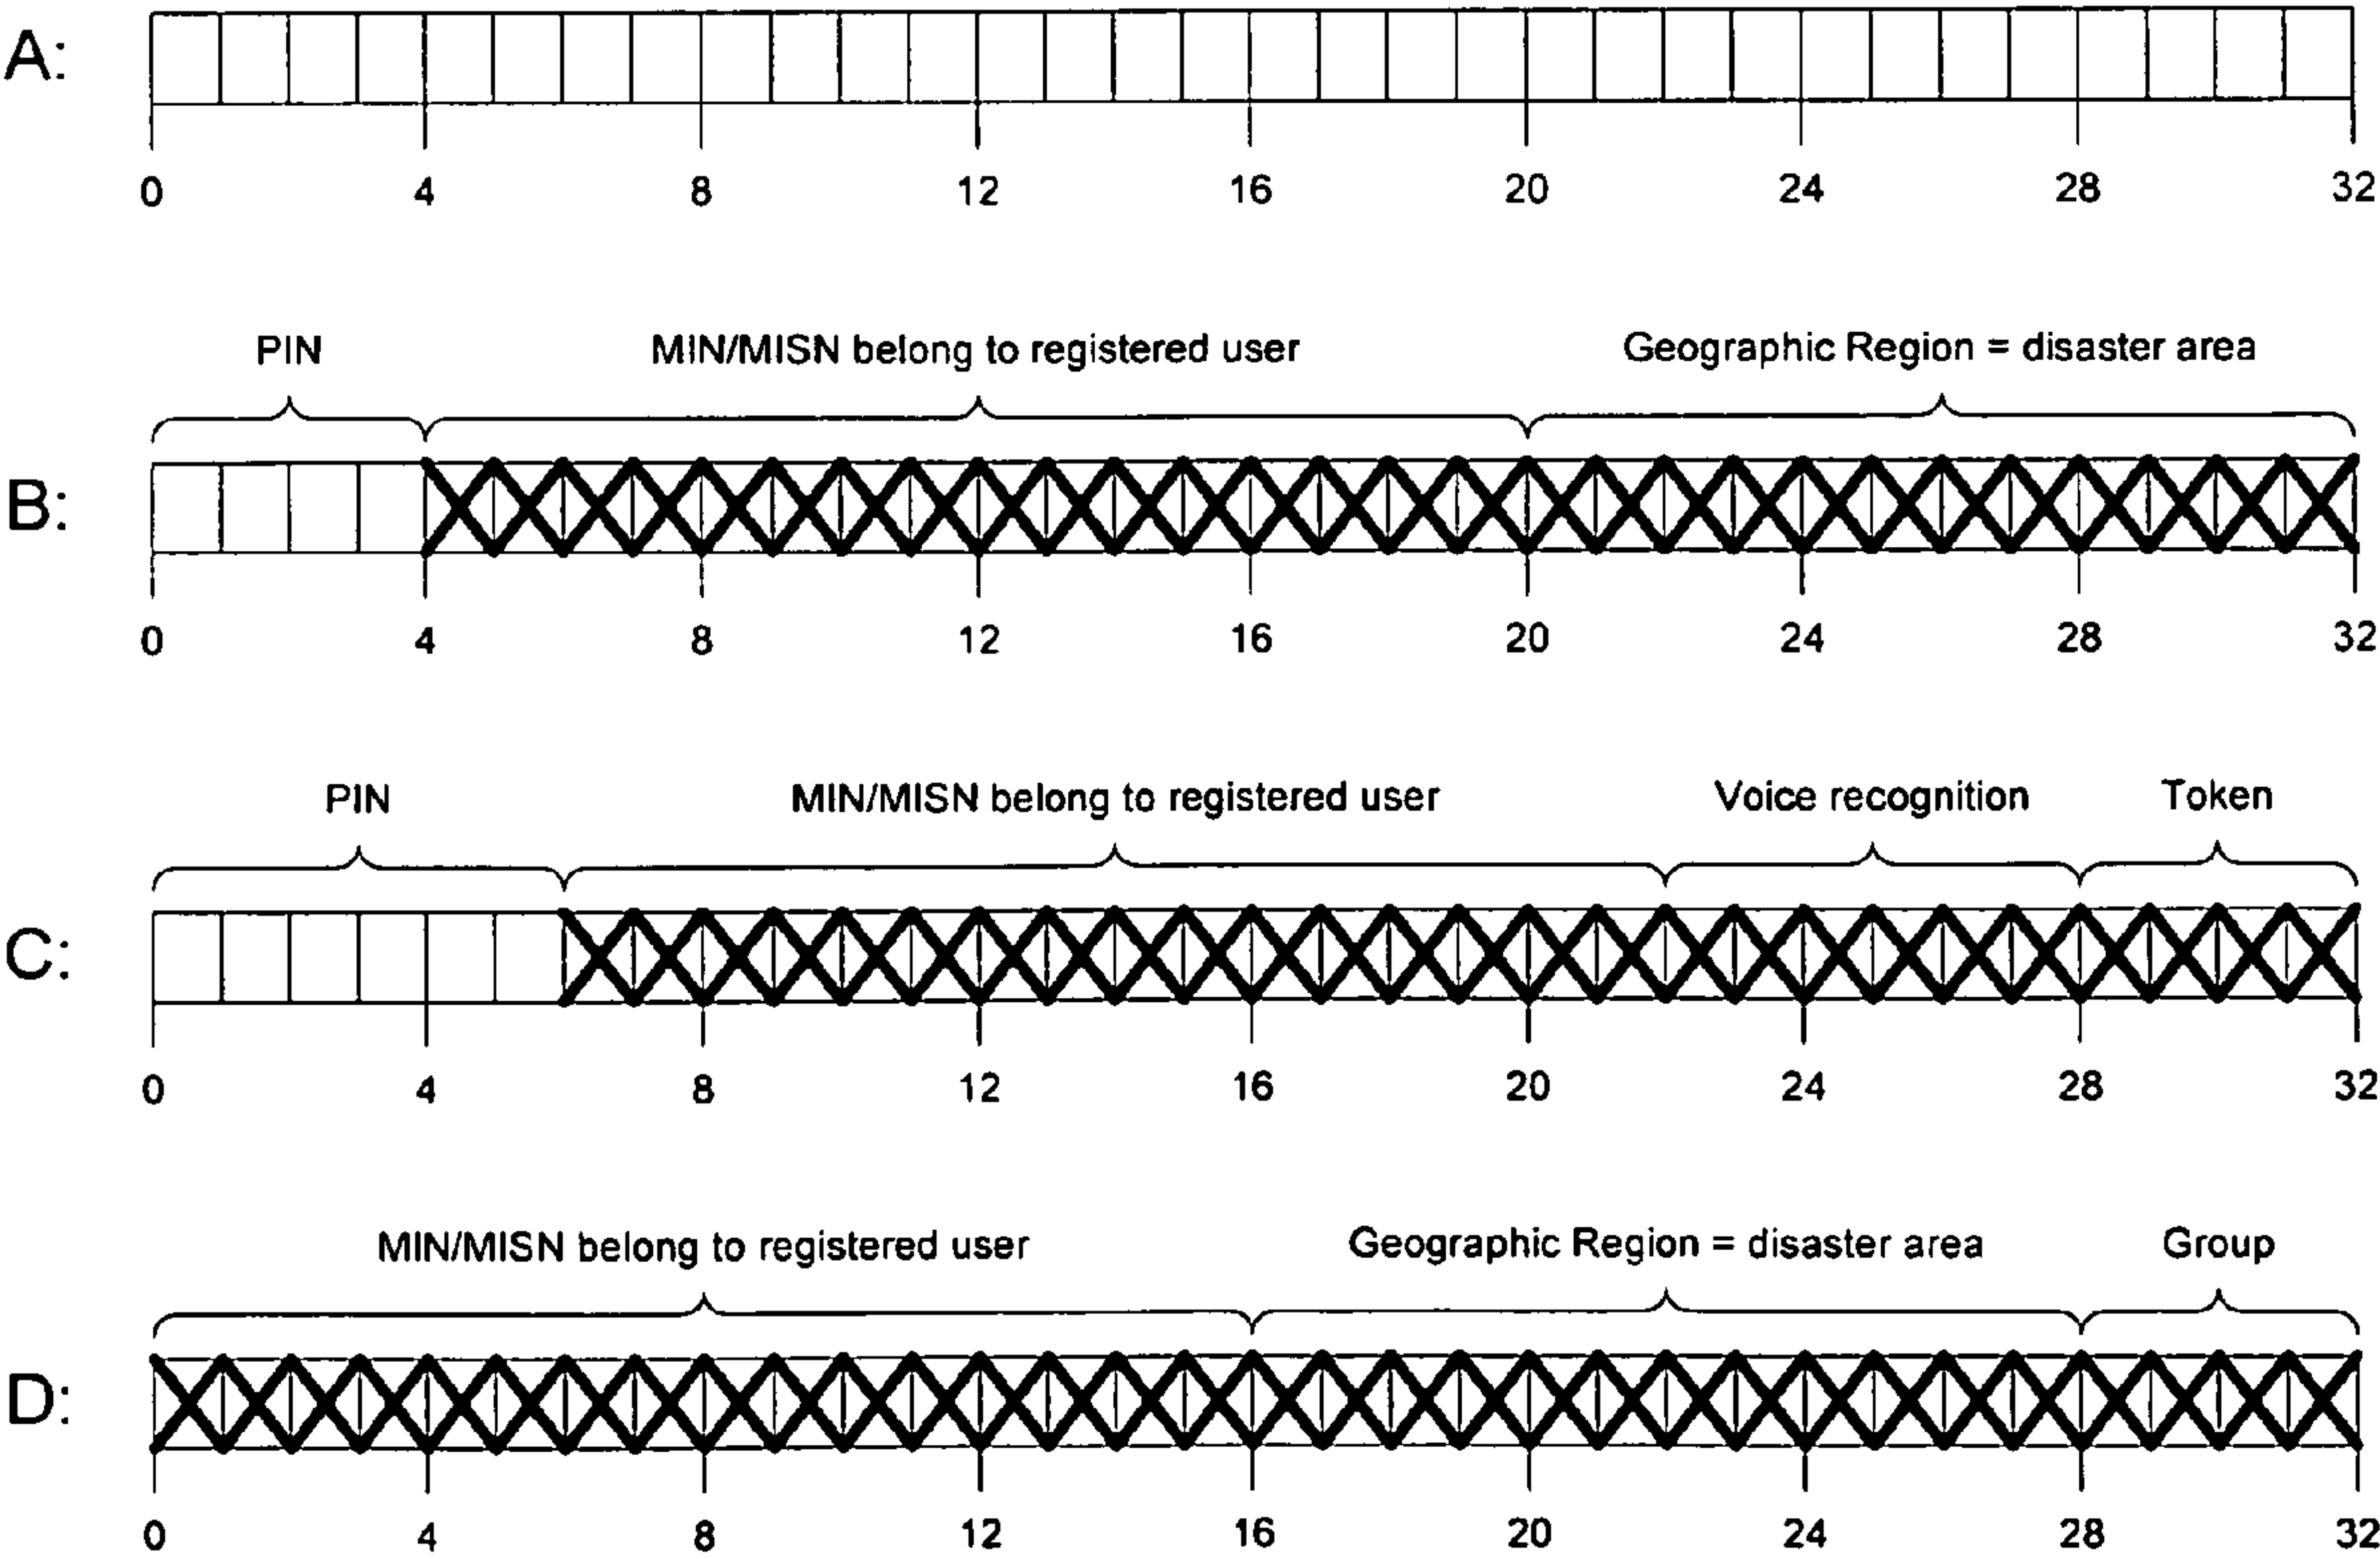 A:
0 4 8 12 16 20 24 28 32
PIN MIN/MISN belong to registered user Geographic Region = disaster area
B:
0 4 8 12 16 20 24 28 32
PIN MIN/MISN belong to registered user Voice recognition Token
C:
0 4 8 12 16 20 24 28 32
MIN/MISN belong to registered user Geographic Region = disaster area Group
D:
0 4 8 12 16 20 24 28 32